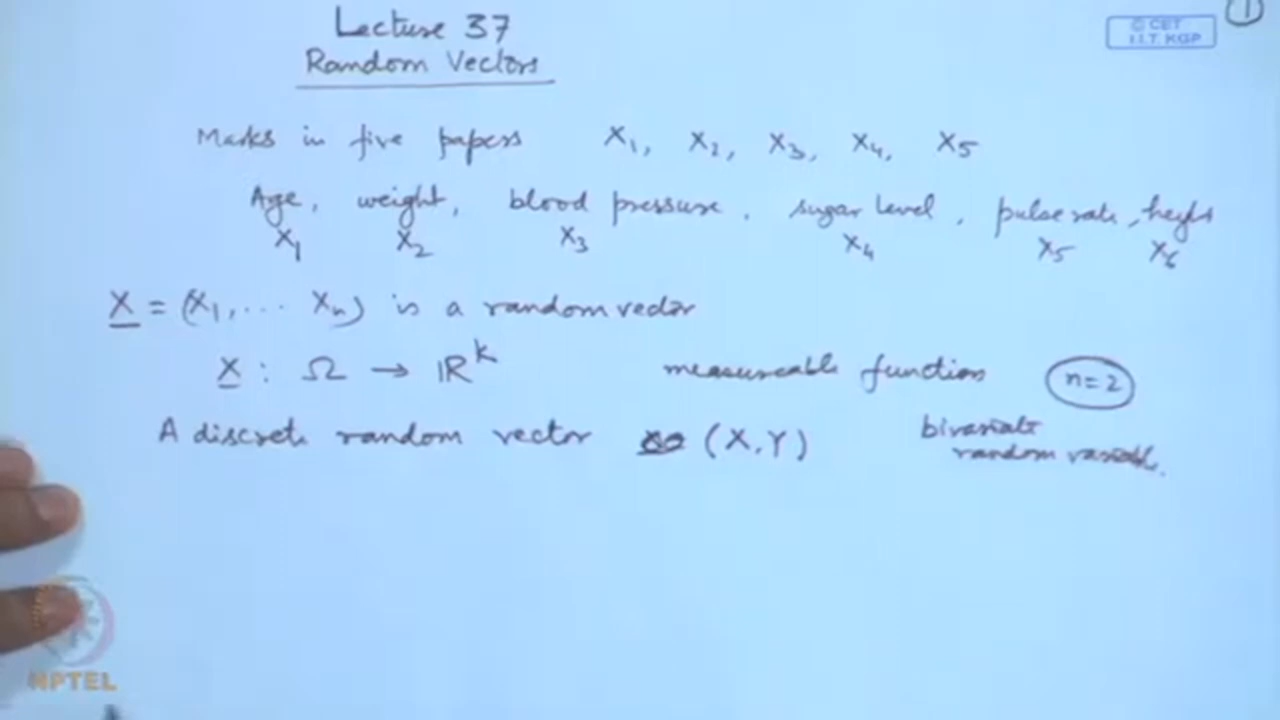 1
© CET
I.I.T. KGP
Lecture 37
Random Vectors
Marks in five papers X1, X2, X3, X4, X5
Age, weight, blood pressure, sugar level, pulse rate, height
X1 X2 X3 X4 X5 X6
X = (X1, ... Xn) is a random vector
X : Ω → ℝ^k measureable function n=2
A discrete random vector (X,Y) bivariate
random variable.
NPTEL